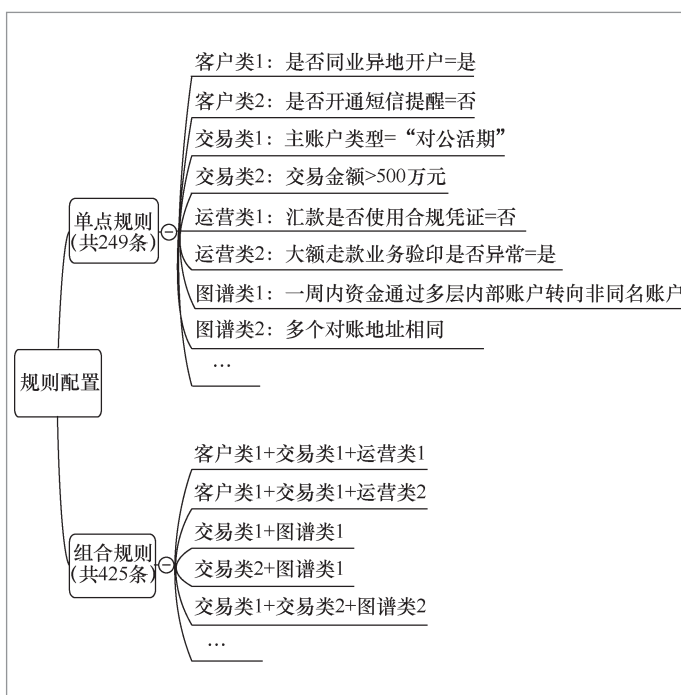 客户类1：是否同业异地开户=是
客户类2：是否开通短信提醒=否
交易类1：主账户类型=“对公活期”
交易类2：交易金额>500万元
运营类1：汇款是否使用合规凭证=否
运营类2：大额走款业务验印是否异常=是
图谱类1：一周内资金通过多层内部账户转向非同名账户
图谱类2：多个对账地址相同
…
单点规则
(共249条)
规则配置
客户类1+交易类1+运营类1
客户类1+交易类1+运营类2
交易类1+图谱类1
交易类2+图谱类1
交易类1+交易类2+图谱类2
…
组合规则
(共425条)